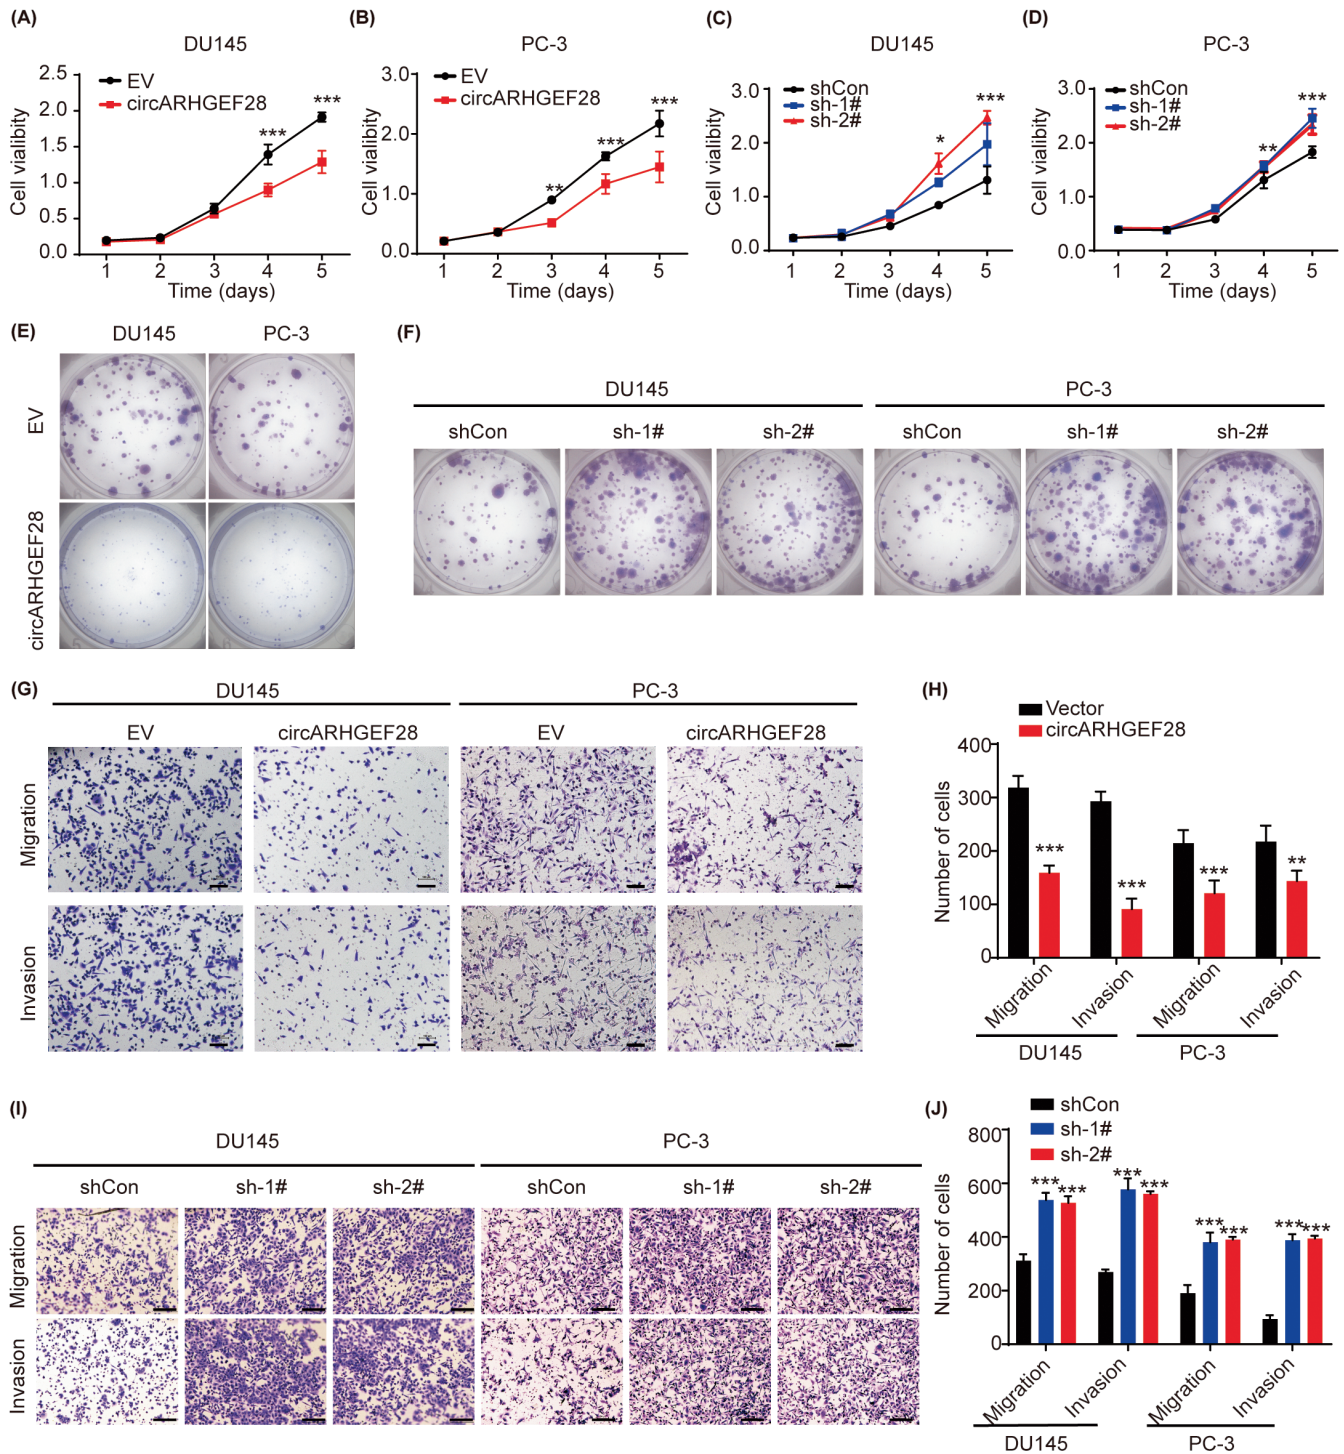 (A)
DU145
EV
circARHGEF28
2.5
2.0
1.5
1.0
0.5
0.0
Cell vialibity
***
***
1 2 3 4 5
Time (days)
(B)
PC-3
EV
circARHGEF28
3.0
2.0
1.0
0.0
Cell vialibity
**
***
***
1 2 3 4 5
Time (days)
(C)
DU145
shCon
sh-1#
sh-2#
3.0
2.0
1.0
0.0
Cell vialibity
*
***
1 2 3 4 5
Time (days)
(D)
PC-3
shCon
sh-1#
sh-2#
3.0
2.0
1.0
0.0
Cell vialibity
**
***
1 2 3 4 5
Time (days)
(E)
DU145 PC-3
EV
circARHGEF28
(F)
DU145 PC-3
shCon sh-1# sh-2# shCon sh-1# sh-2#
(G)
DU145 PC-3
EV circARHGEF28 EV circARHGEF28
Migration
Invasion
(H)
Vector
circARHGEF28
400
300
200
100
0
Number of cells
***
***
***
**
Migration Invasion Migration Invasion
DU145 PC-3
(I)
DU145 PC-3
shCon sh-1# sh-2# shCon sh-1# sh-2#
Migration
Invasion
(J)
shCon
sh-1#
sh-2#
800
600
400
200
0
Number of cells
*** ***
*** ***
*** ***
*** ***
Migration Invasion Migration Invasion
DU145 PC-3